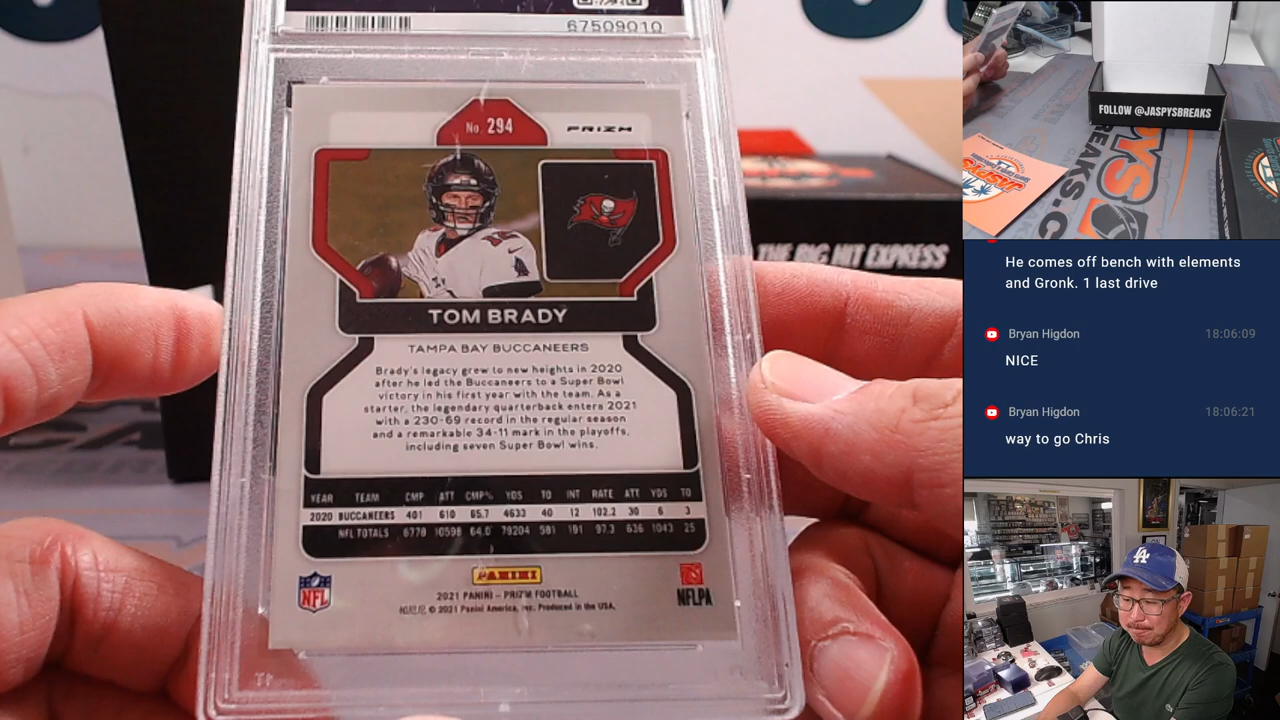 67509010
No. 294
PRIZM
TOM BRADY
TAMPA BAY BUCCANEERS
Brady's legacy grew to new heights in 2020
after he led the Buccaneers to a Super Bowl
victory in his first year with the team. As a
starter, the legendary quarterback enters 2021
with a 230-69 record in the regular season
and a remarkable 34-11 mark in the playoffs,
including seven Super Bowl wins.
YEAR TEAM CMP ATT CMP% YDS TD INT RATE ATT YDS TD
2020 BUCCANEERS 401 610 65.7 4633 40 12 102.2 30 6 3
NFL TOTALS 6778 10598 64.0 79204 581 191 97.3 636 1043 25
PANINI
NFL
2021 PANINI – PRIZM FOOTBALL
© 2021 Panini America, Inc. Produced in the USA.
NFLPA
THE BIG HIT EXPRESS
FOLLOW @JASPYSBREAKS
JASPYS
He comes off bench with elements
and Gronk. 1 last drive
Bryan Higdon 18:06:09
NICE
Bryan Higdon 18:06:21
way to go Chris
LA